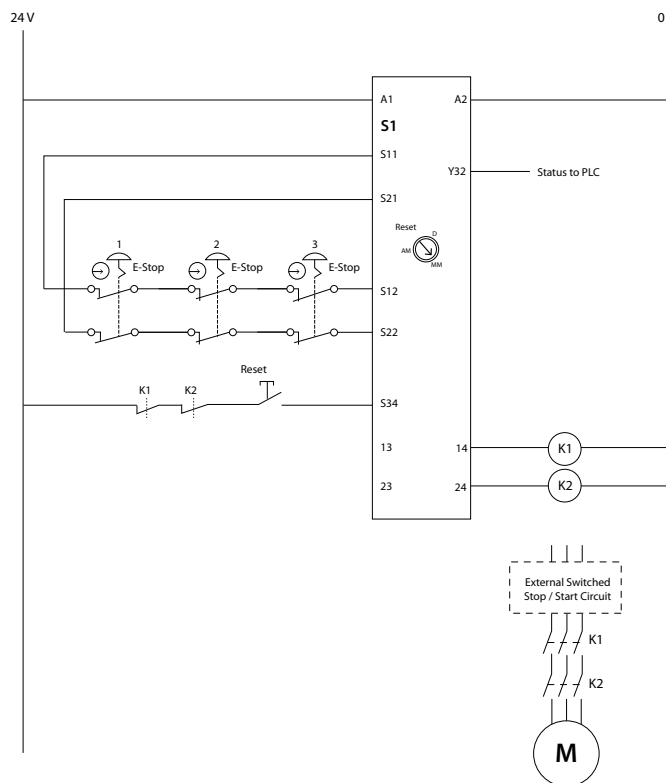 24 V
0
A1
A2
S1
S11
Y32
Status to PLC
S21
Reset
D
AM
MM
1
2
3
E-Stop
E-Stop
E-Stop
S12
S22
Reset
K1
K2
S34
13
14
K1
23
24
K2
External Switched
Stop / Start Circuit
K1
K2
M